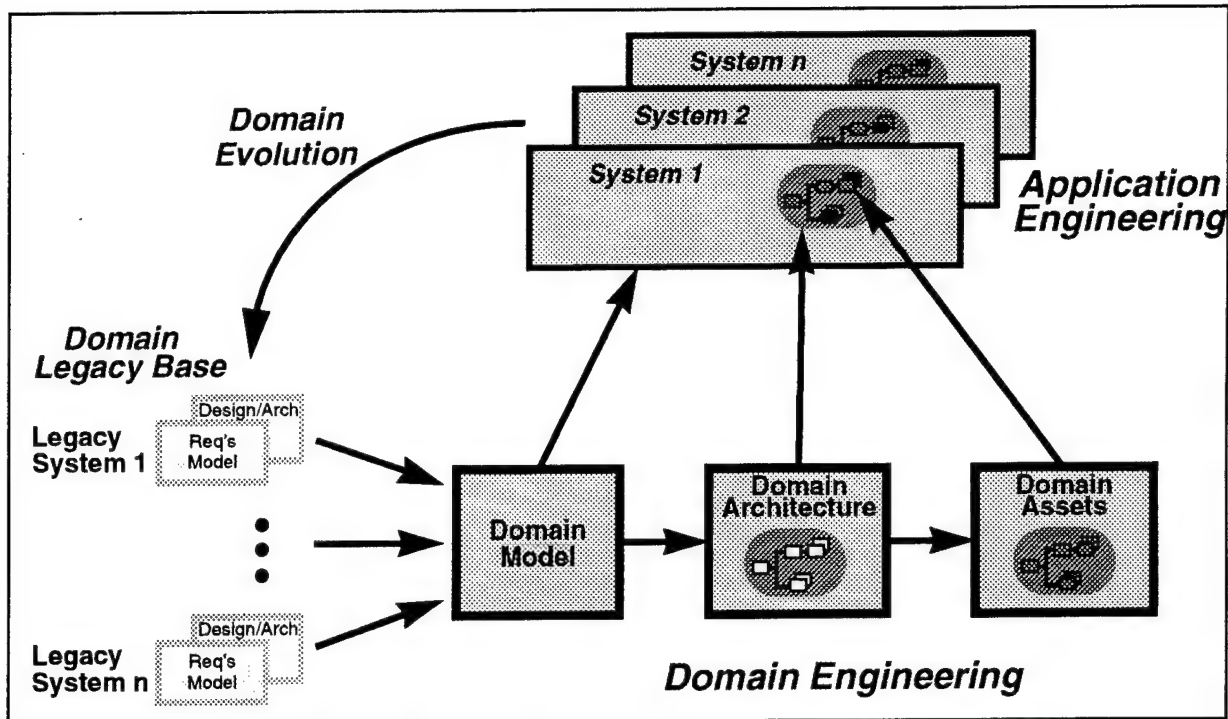 System n
System 2
System 1
Domain
Evolution
Application
Engineering
Domain
Legacy Base
Legacy
System 1
Design/Arch
Req's
Model
Domain
Model
Domain
Architecture
Domain
Assets
Legacy
System n
Design/Arch
Req's
Model
Domain Engineering